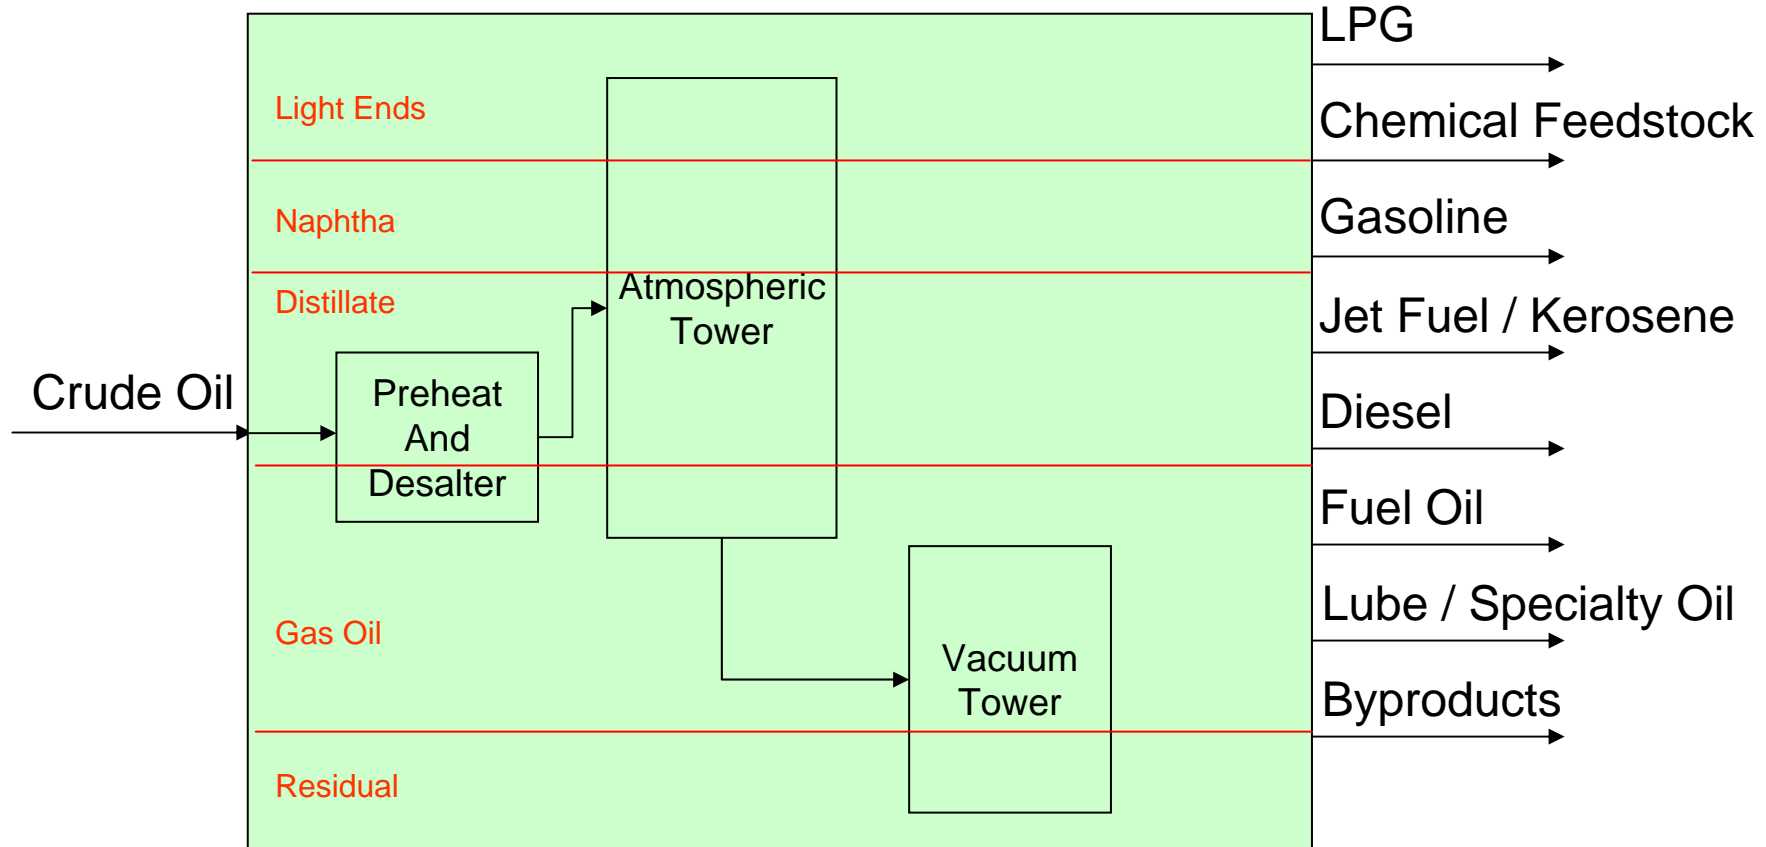 LPG
Light Ends
Chemical Feedstock
Naphtha
Gasoline
Distillate
Atmospheric
Tower
Jet Fuel / Kerosene
Crude Oil
Preheat
And
Desalter
Diesel
Fuel Oil
Gas Oil
Lube / Specialty Oil
Vacuum
Tower
Byproducts
Residual